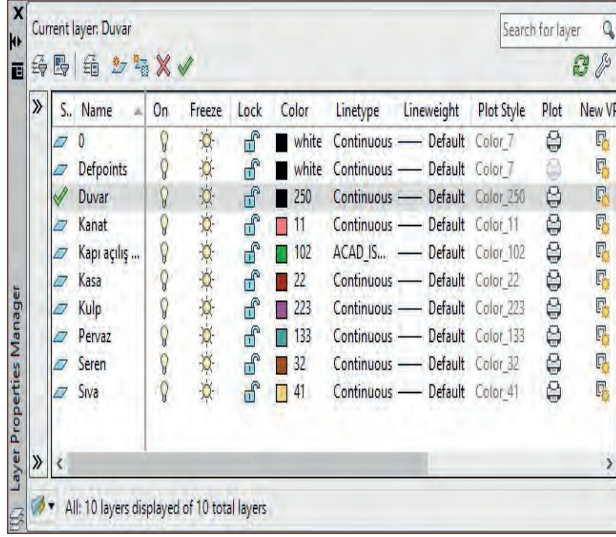 Current layer: Duvar
Search for layer
S.. Name On Freeze Lock Color Linetype Lineweight Plot Style Plot New VP
0 white Continuous Default Color_7
Defpoints white Continuous Default Color_7
Duvar 250 Continuous Default Color_250
Kanat 11 Continuous Default Color_11
Kapı açılış ... 102 ACAD_IS... Default Color_102
Kasa 22 Continuous Default Color_22
Kulp 223 Continuous Default Color_223
Pervaz 133 Continuous Default Color_133
Seren 32 Continuous Default Color_32
Sıva 41 Continuous Default Color_41
All: 10 layers displayed of 10 total layers
Layer Properties Manager